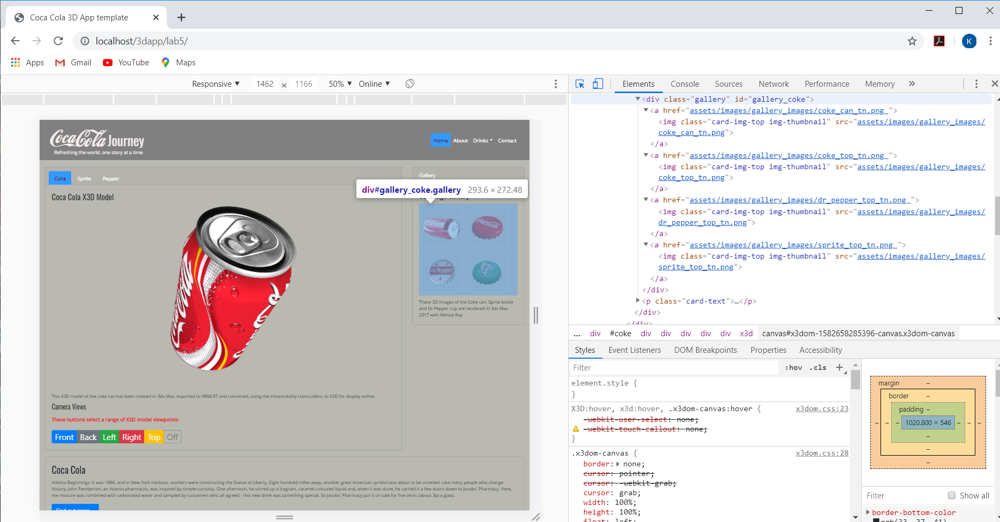 Coca Cola 3D App template
localhost/3dapp/lab5/
K
Apps Gmail YouTube Maps
Responsive ▼ 1462 × 1166 50% ▼ Online ▼
Elements Console Sources Network Performance Memory »
Coca Cola Journey
Refreshing the world, one story at a time
Home About Drinks Contact
Coke Sprite Pepper
Gallery
div#gallery_coke.gallery 293.6 × 272.48
Coca Cola X3D Model
Coca-Cola
Dr Pepper
Sprite
These 3D images of the Coke can, Sprite bottle
and Dr Pepper cup are rendered in 3ds Max
2017 with Mental Ray
This X3D model of the coke can has been created in 3ds Max, exported to VRML97 and converted, using the instantreality transcoders, to X3D for display online.
Camera Views
These buttons select a range of X3D model viewpoints
Front Back Left Right Top Off
Coca Cola
Atlanta Beginnings: It was 1886, and in New York Harbour, workers were constructing the Statue of Liberty. Eight hundred miles away, another great American symbol was about to be unveiled. Like many people who change
history, John Pemberton, an Atlanta pharmacist, was inspired by simple curiosity. One afternoon, he stirred up a fragrant, caramel-coloured liquid and, when it was done, he carried it a few doors down to Jacobs' Pharmacy. Here,
the mixture was combined with carbonated water and sampled by customers who all agreed - this new drink was something special. So Jacobs' Pharmacy put it on sale for five cents (about 3p) a glass.
Find out more
▼<div class="gallery" id="gallery_coke">
▼<a href="assets/images/gallery_images/coke_can_tn.png ">
<img class="card-img-top img-thumbnail" src="assets/images/gallery_images/
coke_can_tn.png">
</a>
▼<a href="assets/images/gallery_images/coke_top_tn.png ">
<img class="card-img-top img-thumbnail" src="assets/images/gallery_images/
coke_top_tn.png">
</a>
▼<a href="assets/images/gallery_images/dr_pepper_top_tn.png ">
<img class="card-img-top img-thumbnail" src="assets/images/gallery_images/
dr_pepper_top_tn.png">
</a>
▼<a href="assets/images/gallery_images/sprite_top_tn.png ">
<img class="card-img-top img-thumbnail" src="assets/images/gallery_images/
sprite_top_tn.png">
</a>
</div>
▶<p class="card-text">…</p>
</div>
</div>
... div #coke div div div div div x3d canvas#x3dom-1582658285396-canvas.x3dom-canvas
Styles Event Listeners DOM Breakpoints Properties Accessibility
Filter :hov .cls +
element.style {
}
X3D:hover, x3d:hover, .x3dom-canvas:hover { x3dom.css:23
-webkit-user-select: none;
-webkit-touch-callout: none;
}
.x3dom-canvas { x3dom.css:28
border:▶ none;
cursor: pointer;
cursor: -webkit-grab;
cursor: grab;
width: 100%;
height: 100%;
float: left;
margin –
border –
padding –
– – – 1020.800 × 546 – – –
–
–
–
Filter Show all
▶border-bottom-color
rgb(33, 37, 41)